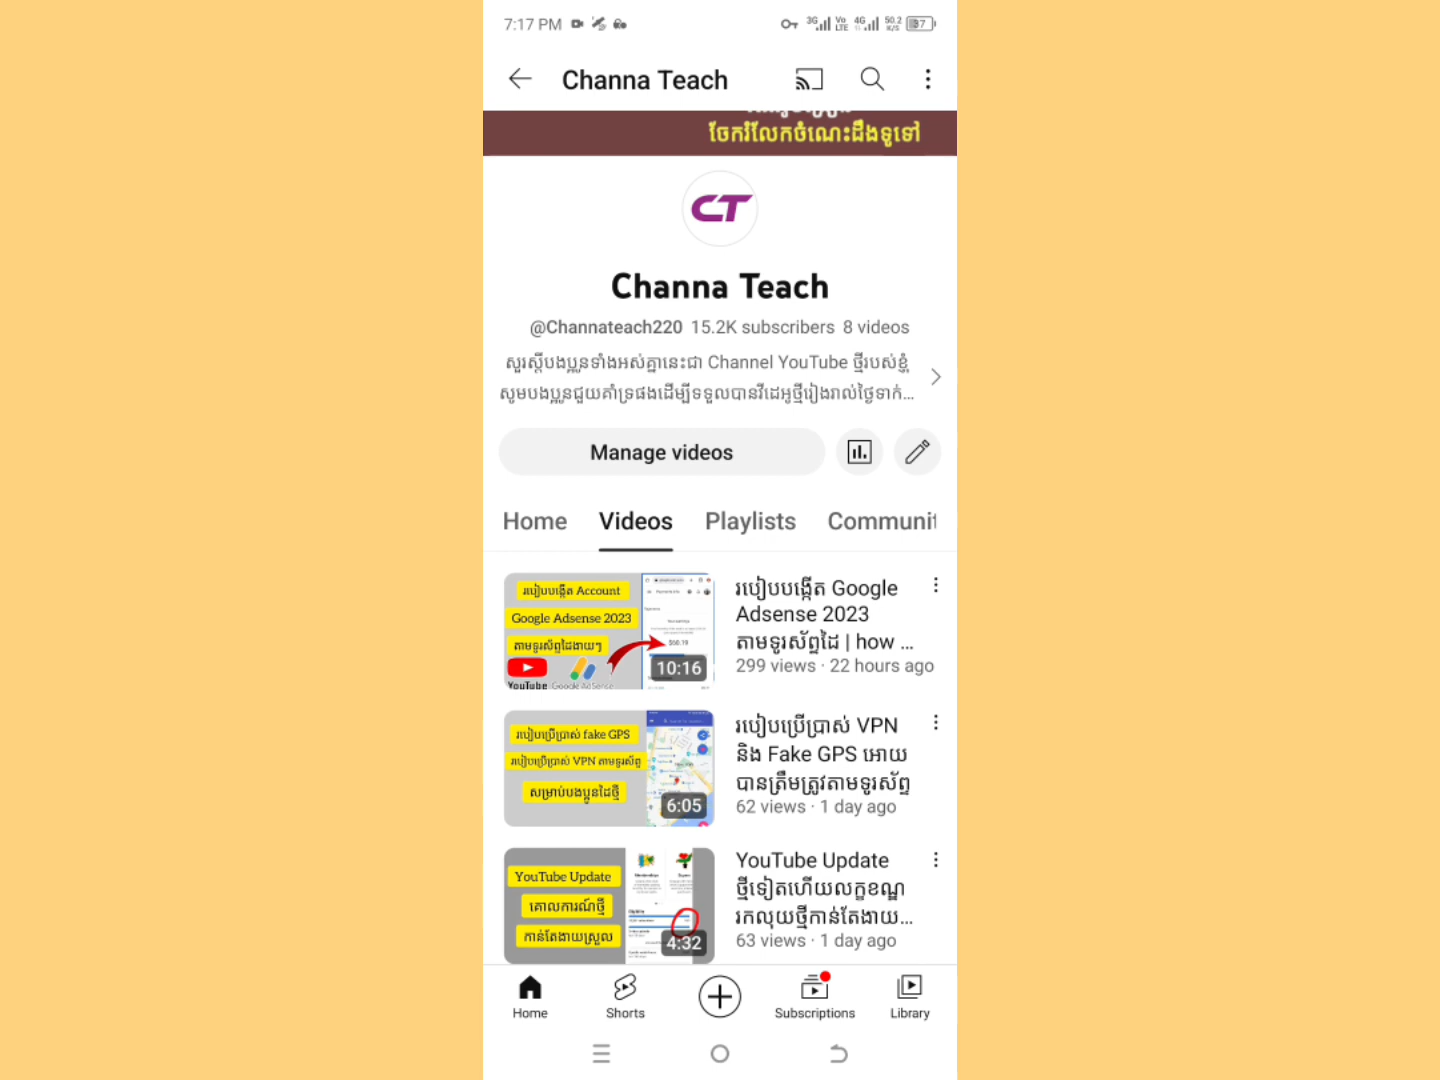 7:17 PM
3G Vo LTE 4G 50.2 K/S 37
Channa Teach
ចែករំលែកចំណេះដឹងទូទៅ
CT
Channa Teach
@Channateach220 15.2K subscribers 8 videos
សួរស្តីបងប្អូនទាំងអស់គ្នានេះជា Channel YouTube ថ្មីរបស់ខ្ញុំ
សូមបងប្អូនជួយគាំទ្រផងដើម្បីទទួលបានវីដេអូថ្មីរៀងរាល់ថ្ងៃទាក់...
Manage videos
Home Videos Playlists Communit
របៀបបង្កើត Account
Google Adsense 2023
តាមទូរស័ព្ទដៃងាយៗ
YouTube Google AdSense
$68.19
10:16
របៀបបង្កើត Google
Adsense 2023
តាមទូរស័ព្ទដៃ | how ...
299 views · 22 hours ago
របៀបប្រើប្រាស់ fake GPS
របៀបប្រើប្រាស់ VPN តាមទូរស័ព្ទ
សម្រាប់បងប្អូនដៃថ្មី
6:05
របៀបប្រើប្រាស់ VPN
និង Fake GPS អោយ
បានត្រឹមត្រូវតាមទូរស័ព្ទ
62 views · 1 day ago
YouTube Update
គោលការណ៍ថ្មី
កាន់តែងាយស្រួល
4:32
YouTube Update
ថ្មីទៀតហើយលក្ខខណ្ឌ
រកលុយថ្មីកាន់តែងាយ...
63 views · 1 day ago
Home Shorts Subscriptions Library